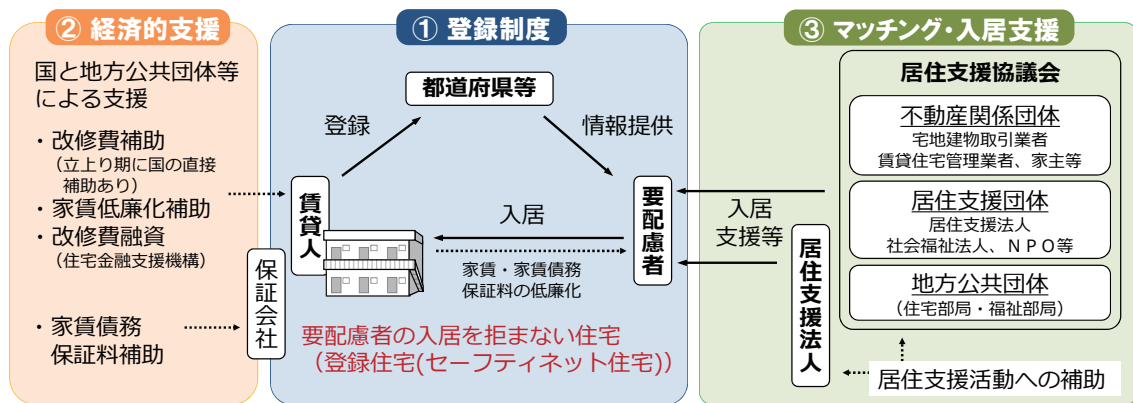 ② 経済的支援
国と地方公共団体等
による支援
・改修費補助
（立上り期に国の直接
補助あり）
・家賃低廉化補助
・改修費融資
（住宅金融支援機構）
・家賃債務
保証料補助
保証会社
① 登録制度
都道府県等
登録
情報提供
賃貸人
要配慮者
入居
家賃・家賃債務
保証料の低廉化
要配慮者の入居を拒まない住宅
（登録住宅(セーフティネット住宅)）
③ マッチング・入居支援
居住支援協議会
不動産関係団体
宅地建物取引業者
賃貸住宅管理業者、家主等
居住支援団体
居住支援法人
社会福祉法人、ＮＰＯ等
地方公共団体
（住宅部局・福祉部局）
入居
支援等
居住支援法人
居住支援活動への補助